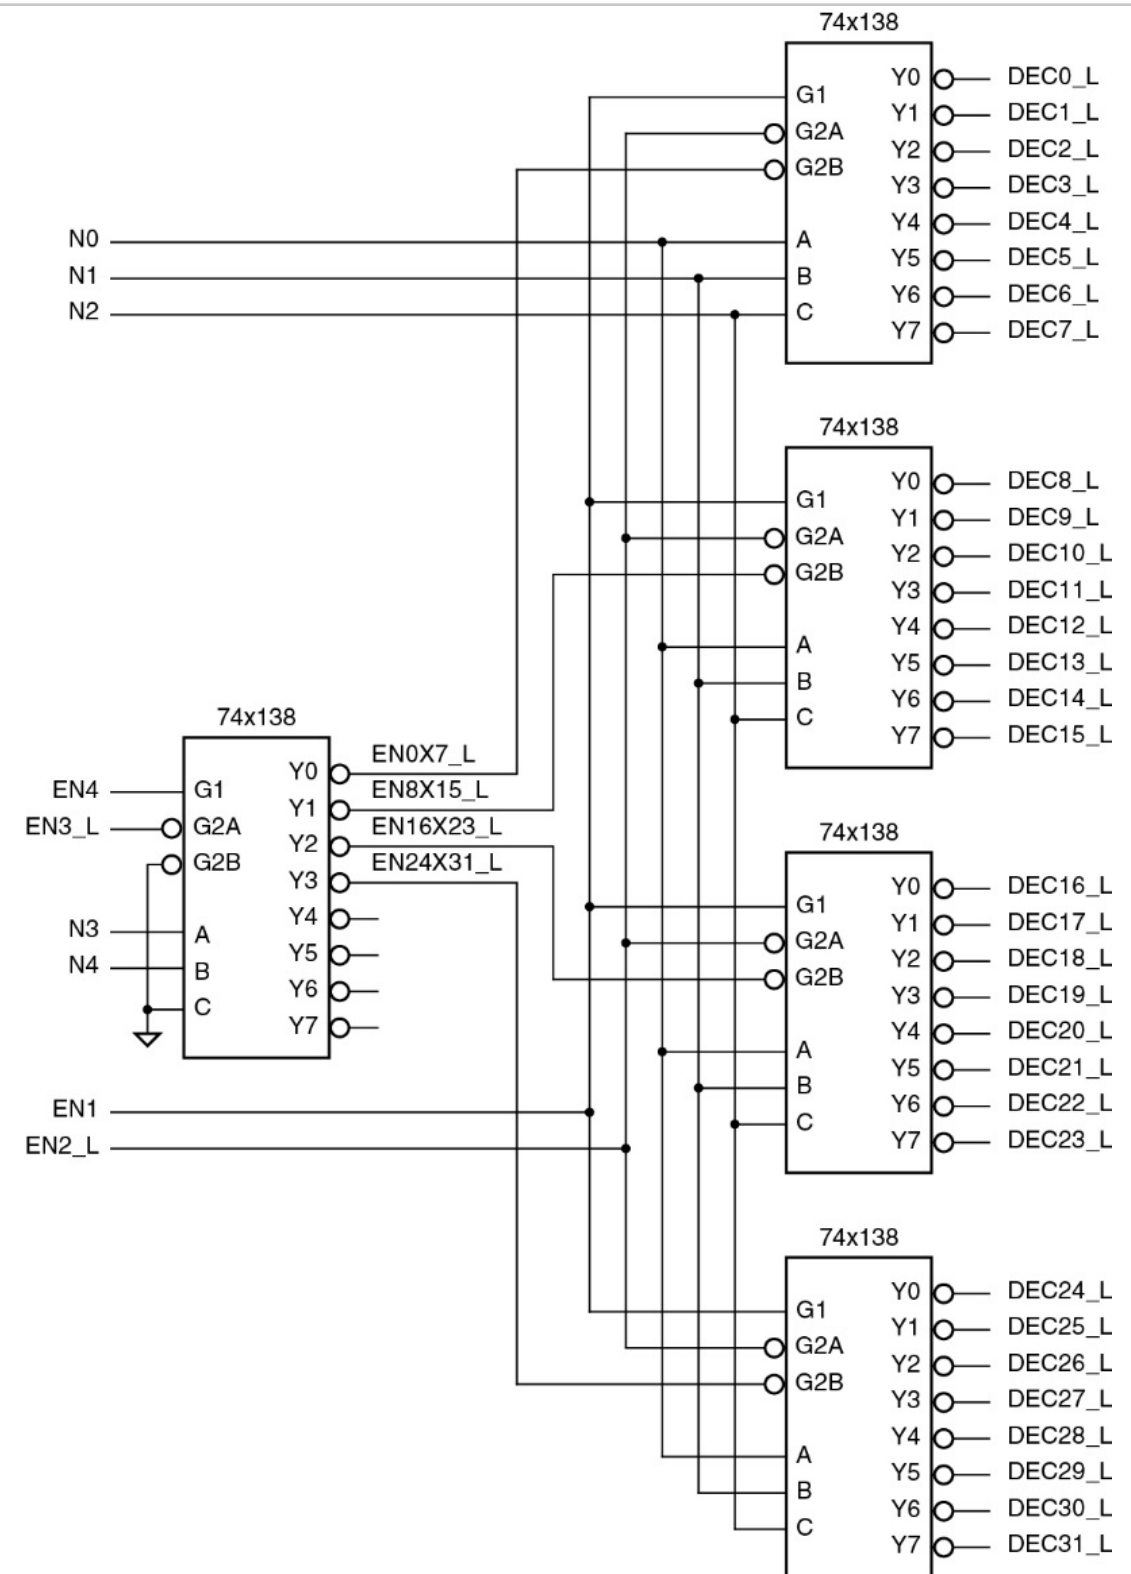 74x138
G1
G2A
G2B
A
B
C
Y0
Y1
Y2
Y3
Y4
Y5
Y6
Y7
DEC0_L
DEC1_L
DEC2_L
DEC3_L
DEC4_L
DEC5_L
DEC6_L
DEC7_L
N0
N1
N2
74x138
G1
G2A
G2B
A
B
C
Y0
Y1
Y2
Y3
Y4
Y5
Y6
Y7
DEC8_L
DEC9_L
DEC10_L
DEC11_L
DEC12_L
DEC13_L
DEC14_L
DEC15_L
74x138
EN4
EN3_L
N3
N4
G1
G2A
G2B
A
B
C
Y0
Y1
Y2
Y3
Y4
Y5
Y6
Y7
EN0X7_L
EN8X15_L
EN16X23_L
EN24X31_L
EN1
EN2_L
74x138
G1
G2A
G2B
A
B
C
Y0
Y1
Y2
Y3
Y4
Y5
Y6
Y7
DEC16_L
DEC17_L
DEC18_L
DEC19_L
DEC20_L
DEC21_L
DEC22_L
DEC23_L
74x138
G1
G2A
G2B
A
B
C
Y0
Y1
Y2
Y3
Y4
Y5
Y6
Y7
DEC24_L
DEC25_L
DEC26_L
DEC27_L
DEC28_L
DEC29_L
DEC30_L
DEC31_L